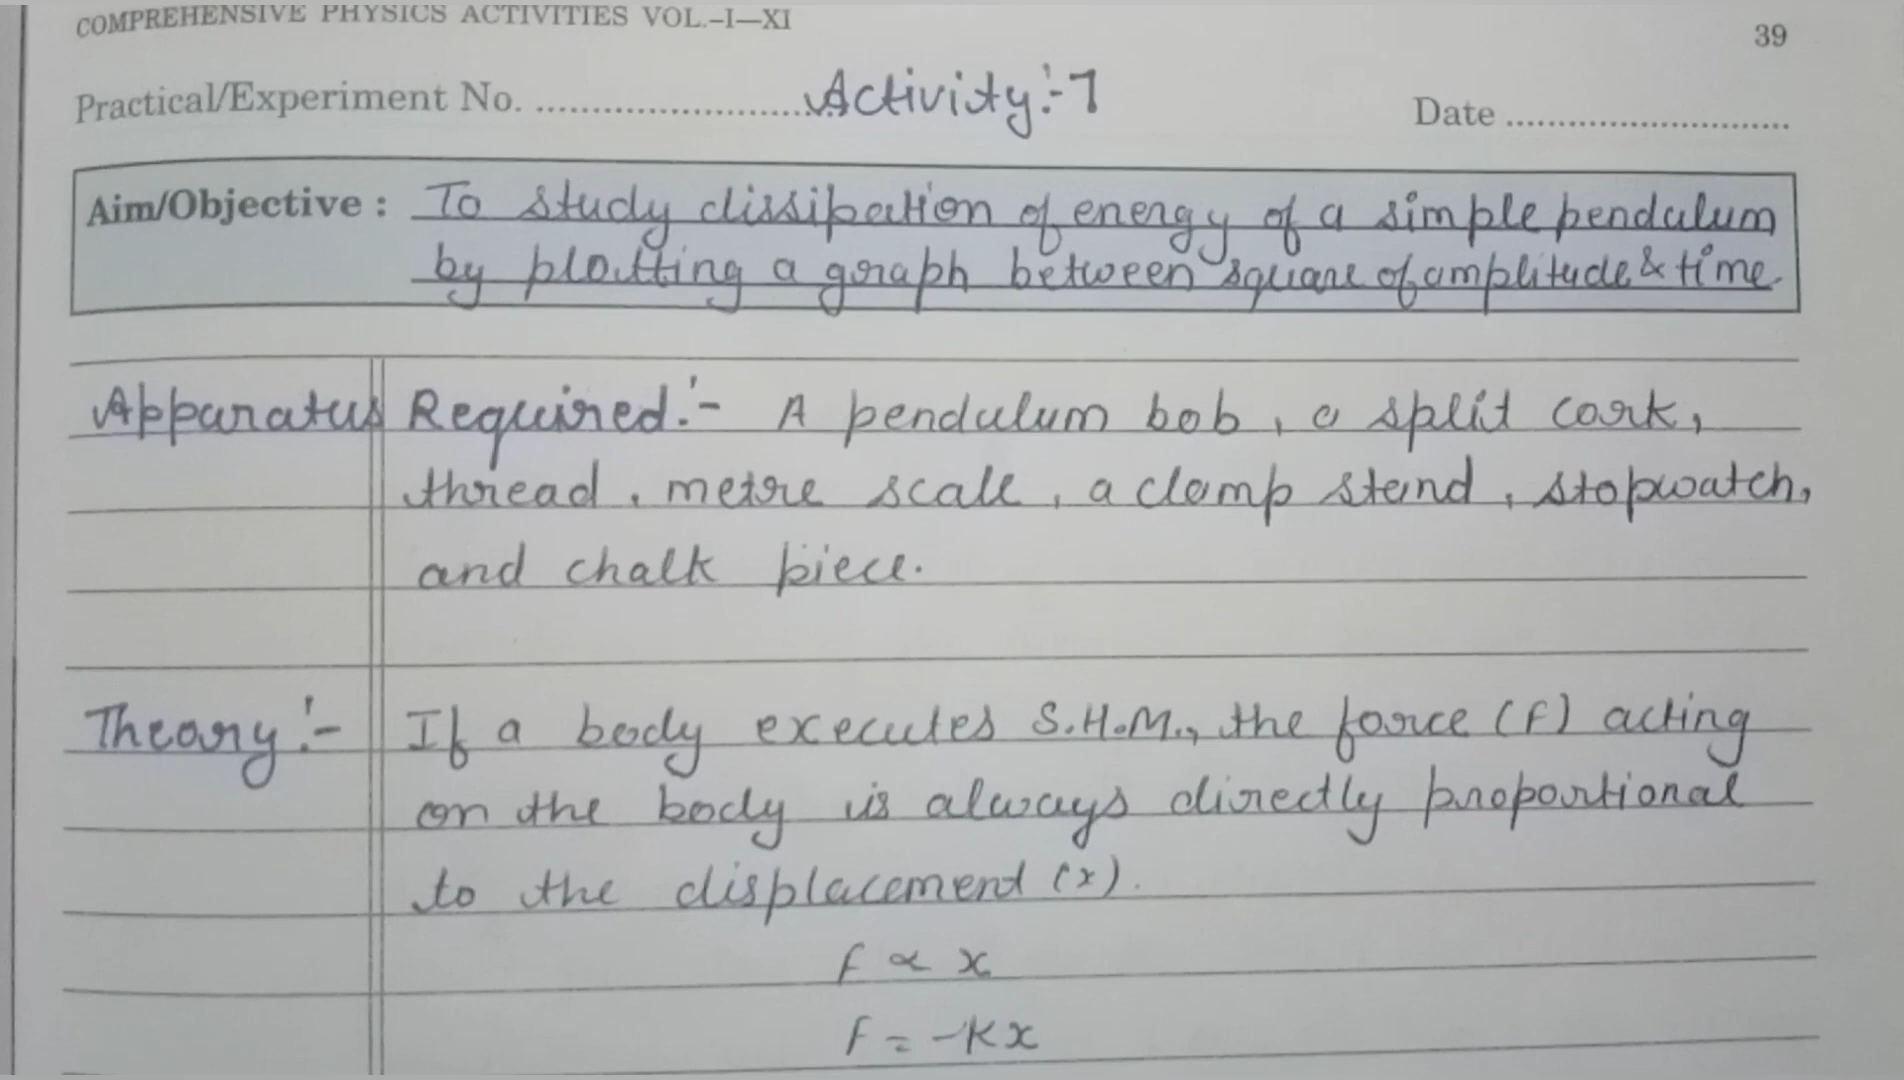 COMPREHENSIVE PHYSICS ACTIVITIES VOL.–I—XI
39
Practical/Experiment No. .......................... Activity:-7
Date ............................
Aim/Objective : To study dissipation of energy of a simple pendulum
by plotting a graph between square of amplitude & time
Apparatus Required:- A pendulum bob, a split cork,
thread, metre scale, a clamp stand, stopwatch,
and chalk piece.
Theory:- If a body executes S.H.M., the force (F) acting
on the body is always directly proportional
to the displacement (x).
F ∝ x
F = -Kx